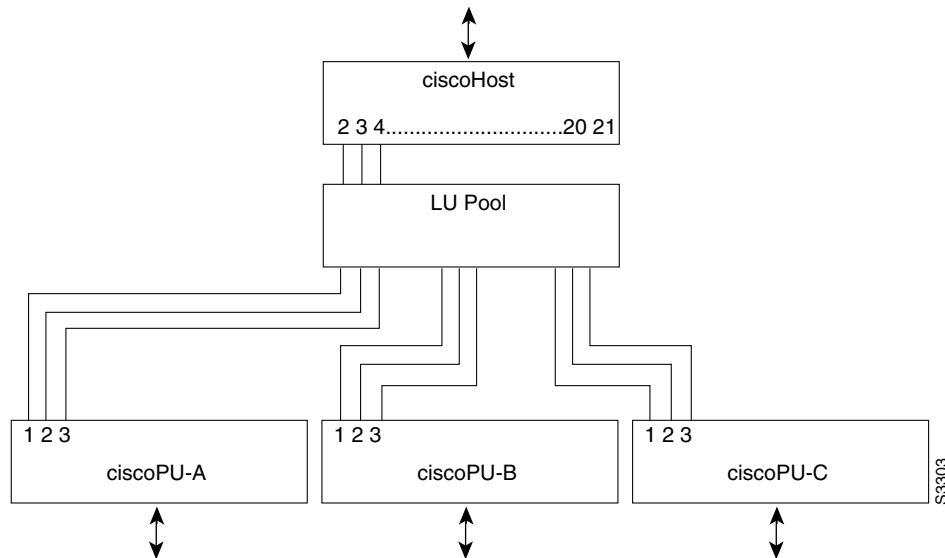 ciscoHost
2 3 4..............................20 21
LU Pool
1 2 3
1 2 3
1 2 3
ciscoPU-A
ciscoPU-B
ciscoPU-C
S3303